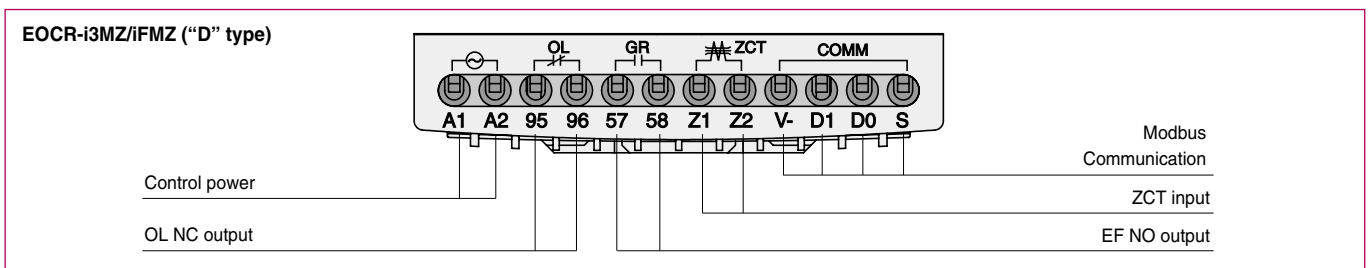 EOCR-i3MZ/iFMZ (“D” type)
OL GR ZCT COMM
A1 A2 95 96 57 58 Z1 Z2 V- D1 D0 S
Modbus
Communication
Control power
ZCT input
OL NC output
EF NO output